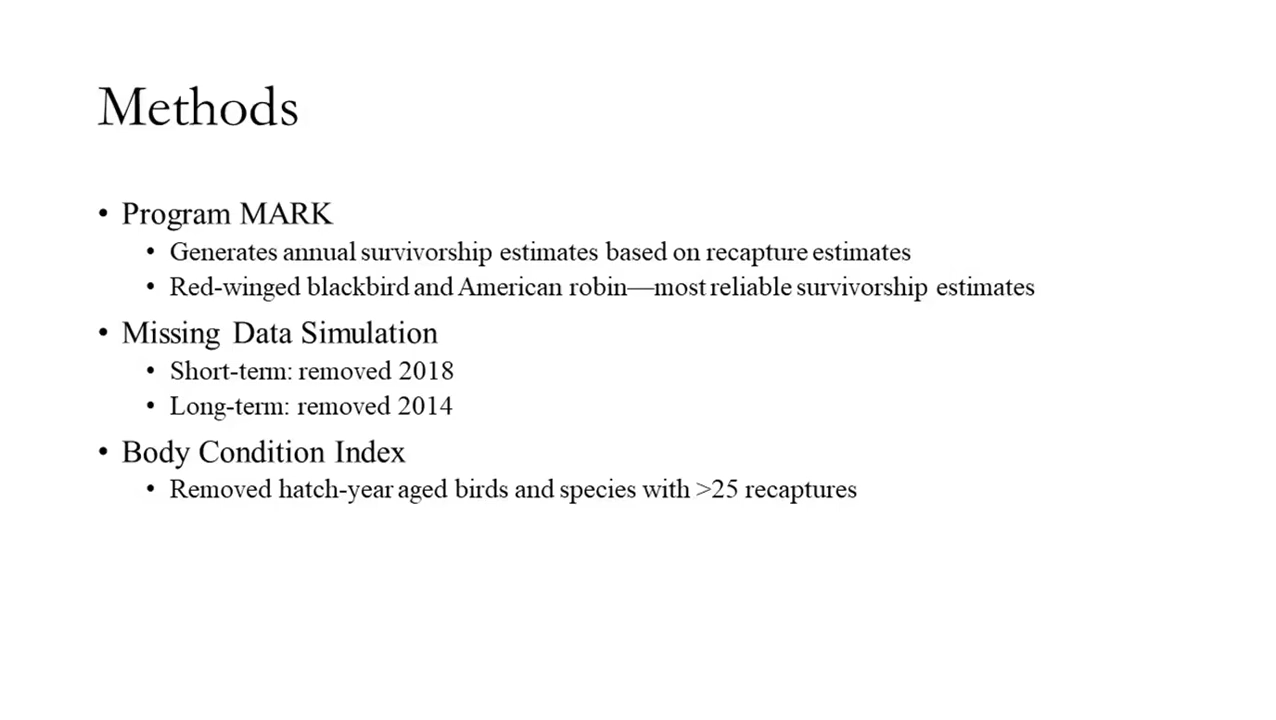 Methods
• Program MARK
• Generates annual survivorship estimates based on recapture estimates
• Red-winged blackbird and American robin—most reliable survivorship estimates
• Missing Data Simulation
• Short-term: removed 2018
• Long-term: removed 2014
• Body Condition Index
• Removed hatch-year aged birds and species with >25 recaptures